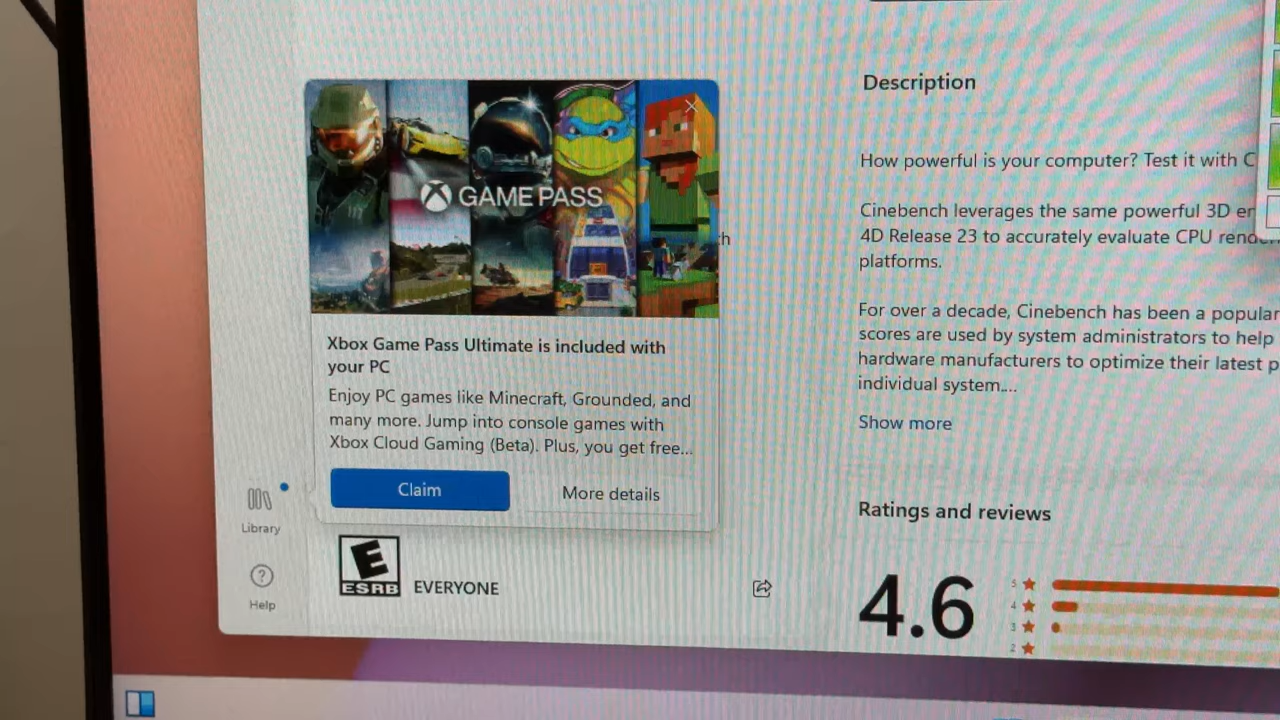 GAME PASS
Xbox Game Pass Ultimate is included with
your PC
Enjoy PC games like Minecraft, Grounded, and
many more. Jump into console games with
Xbox Cloud Gaming (Beta). Plus, you get free...
Claim
More details
Library
Help
E
ESRB
EVERYONE
Description
How powerful is your computer? Test it with C
Cinebench leverages the same powerful 3D
4D Release 23 to accurately evaluate CPU
platforms.
For over a decade, Cinebench has been a popular
scores are used by system administrators to help
hardware manufacturers to optimize their latest p
individual system....
Show more
Ratings and reviews
4.6
5
4
3
2